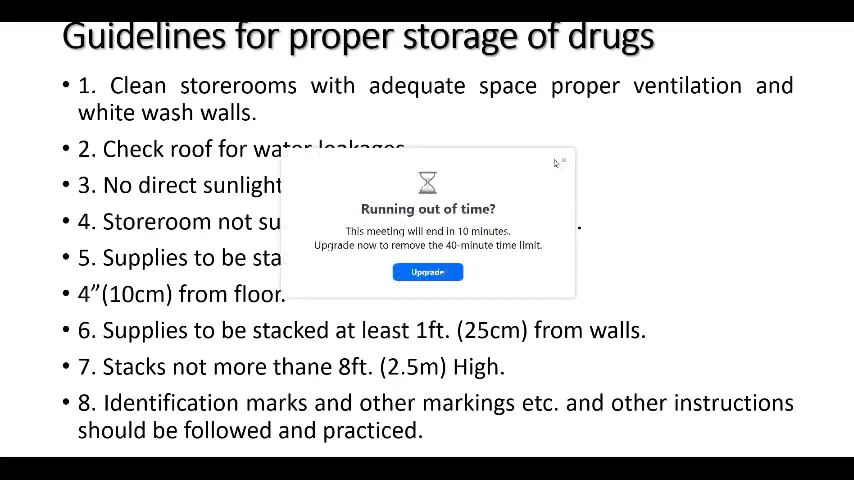 Guidelines for proper storage of drugs
• 1. Clean storerooms with adequate space proper ventilation and
white wash walls.
• 2. Check roof for water leakages
• 3. No direct sunlight
• 4. Storeroom not
• 5. Supplies to be
• 4”(10cm) from floor.
• 6. Supplies to be stacked at least 1ft. (25cm) from walls.
• 7. Stacks not more thane 8ft. (2.5m) High.
• 8. Identification marks and other markings etc. and other instructions
should be followed and practiced.
Running out of time?
This meeting will end in 10 minutes.
Upgrade now to remove the 40-minute time limit.
Upgrade